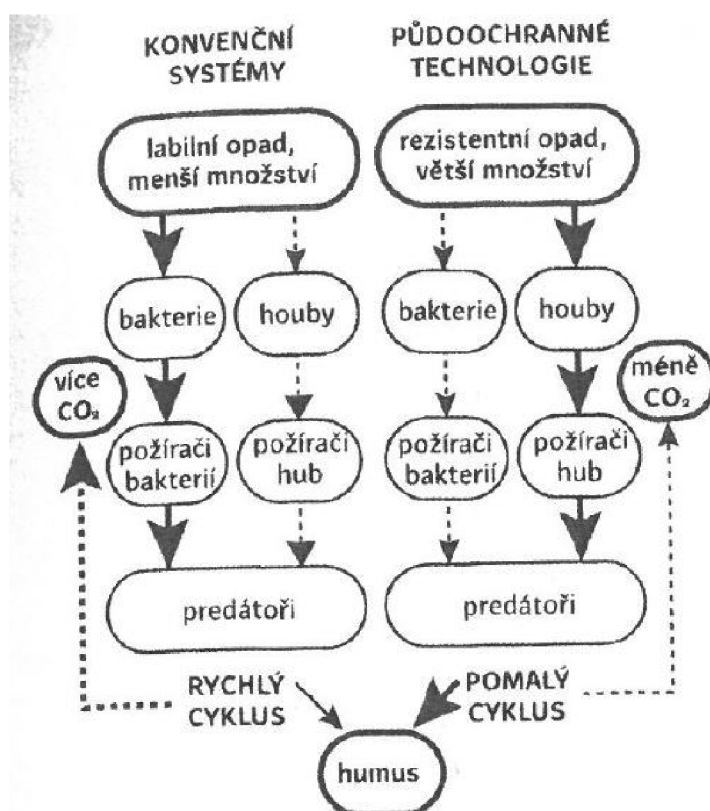 KONVENČNÍ
SYSTÉMY
PŮDOOCHRANNÉ
TECHNOLOGIE
labilní opad,
menší množství
rezistentní opad,
větší množství
bakterie
houby
bakterie
houby
více
CO₂
méně
CO₂
požírači
bakterií
požírači
hub
požírači
bakterií
požírači
hub
predátoři
predátoři
RYCHLÝ
CYKLUS
POMALÝ
CYKLUS
humus